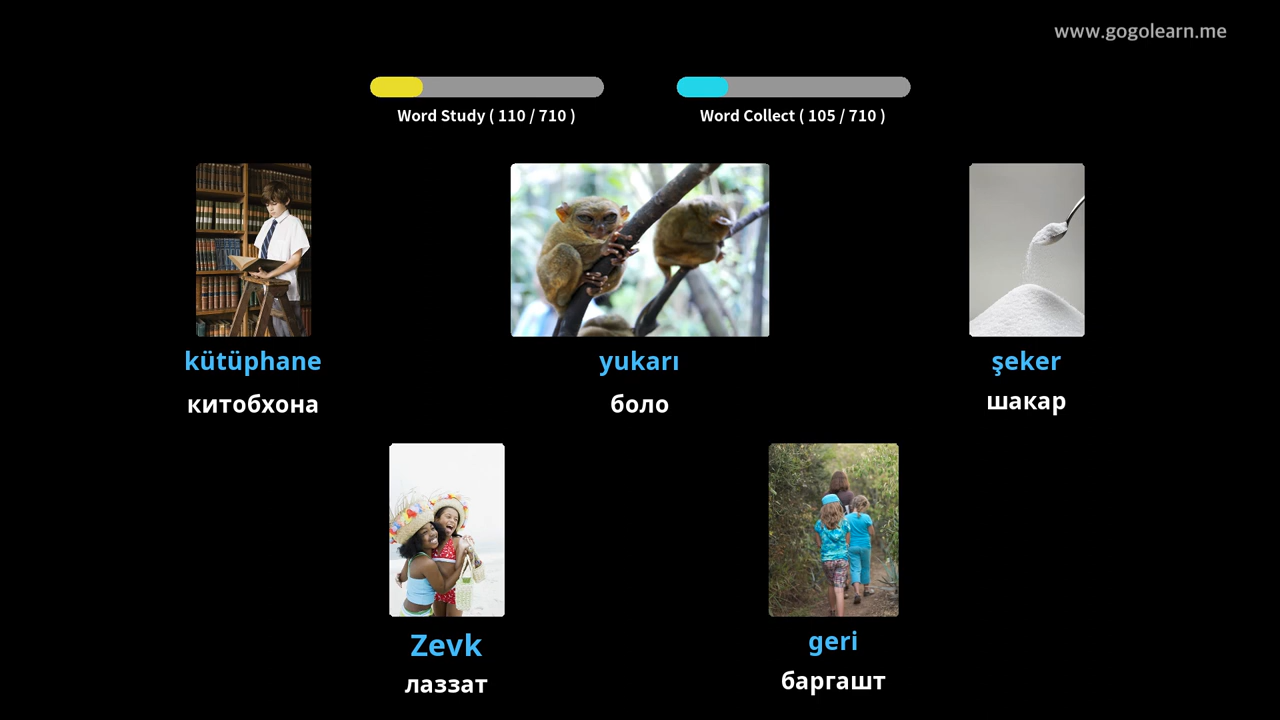 www.gogolearn.me
Word Study ( 110 / 710 )
Word Collect ( 105 / 710 )
kütüphane
китобхона
yukarı
боло
şeker
шакар
Zevk
лаззат
geri
баргашт